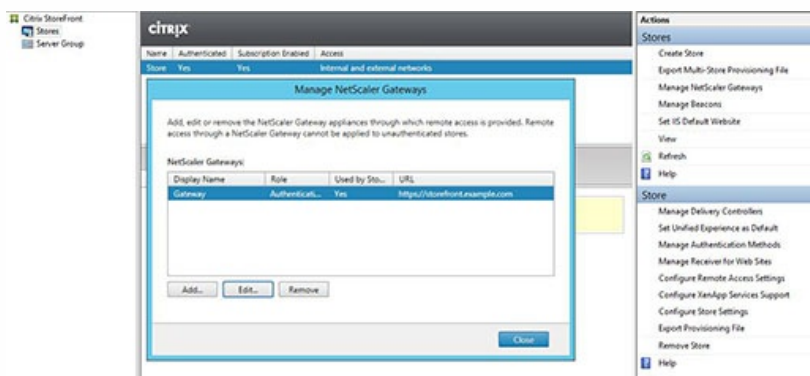 Citrix StoreFront
Stores
Server Group
CITRIX
Name Authenticated Subscription Enabled Access
Store Yes Yes Internal and external networks
Manage NetScaler Gateways
Add, edit or remove the NetScaler Gateway appliances through which remote access is provided. Remote
access through a NetScaler Gateway cannot be applied to unauthenticated stores.
NetScaler Gateways:
Display Name Role Used by Sto... URL
Gateway Authenticati... Yes https://storefront.example.com
Add... Edit... Remove
Close
Actions
Stores
Create Store
Export Multi-Store Provisioning File
Manage NetScaler Gateways
Manage Beacons
Set IIS Default Website
View
Refresh
Help
Store
Manage Delivery Controllers
Set Unified Experience as Default
Manage Authentication Methods
Manage Receiver for Web Sites
Configure Remote Access Settings
Configure XenApp Services Support
Configure Store Settings
Export Provisioning File
Remove Store
Help